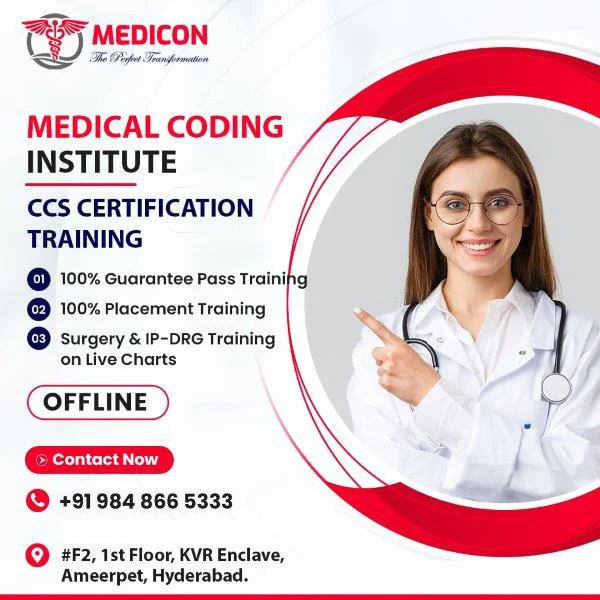 MEDICON
The Perfect Transformation
MEDICAL CODING
INSTITUTE
CCS CERTIFICATION
TRAINING
01 100% Guarantee Pass Training
02 100% Placement Training
03 Surgery & IP-DRG Training
on Live Charts
OFFLINE
Contact Now
+91 984 866 5333
#F2, 1st Floor, KVR Enclave,
Ameerpet, Hyderabad.